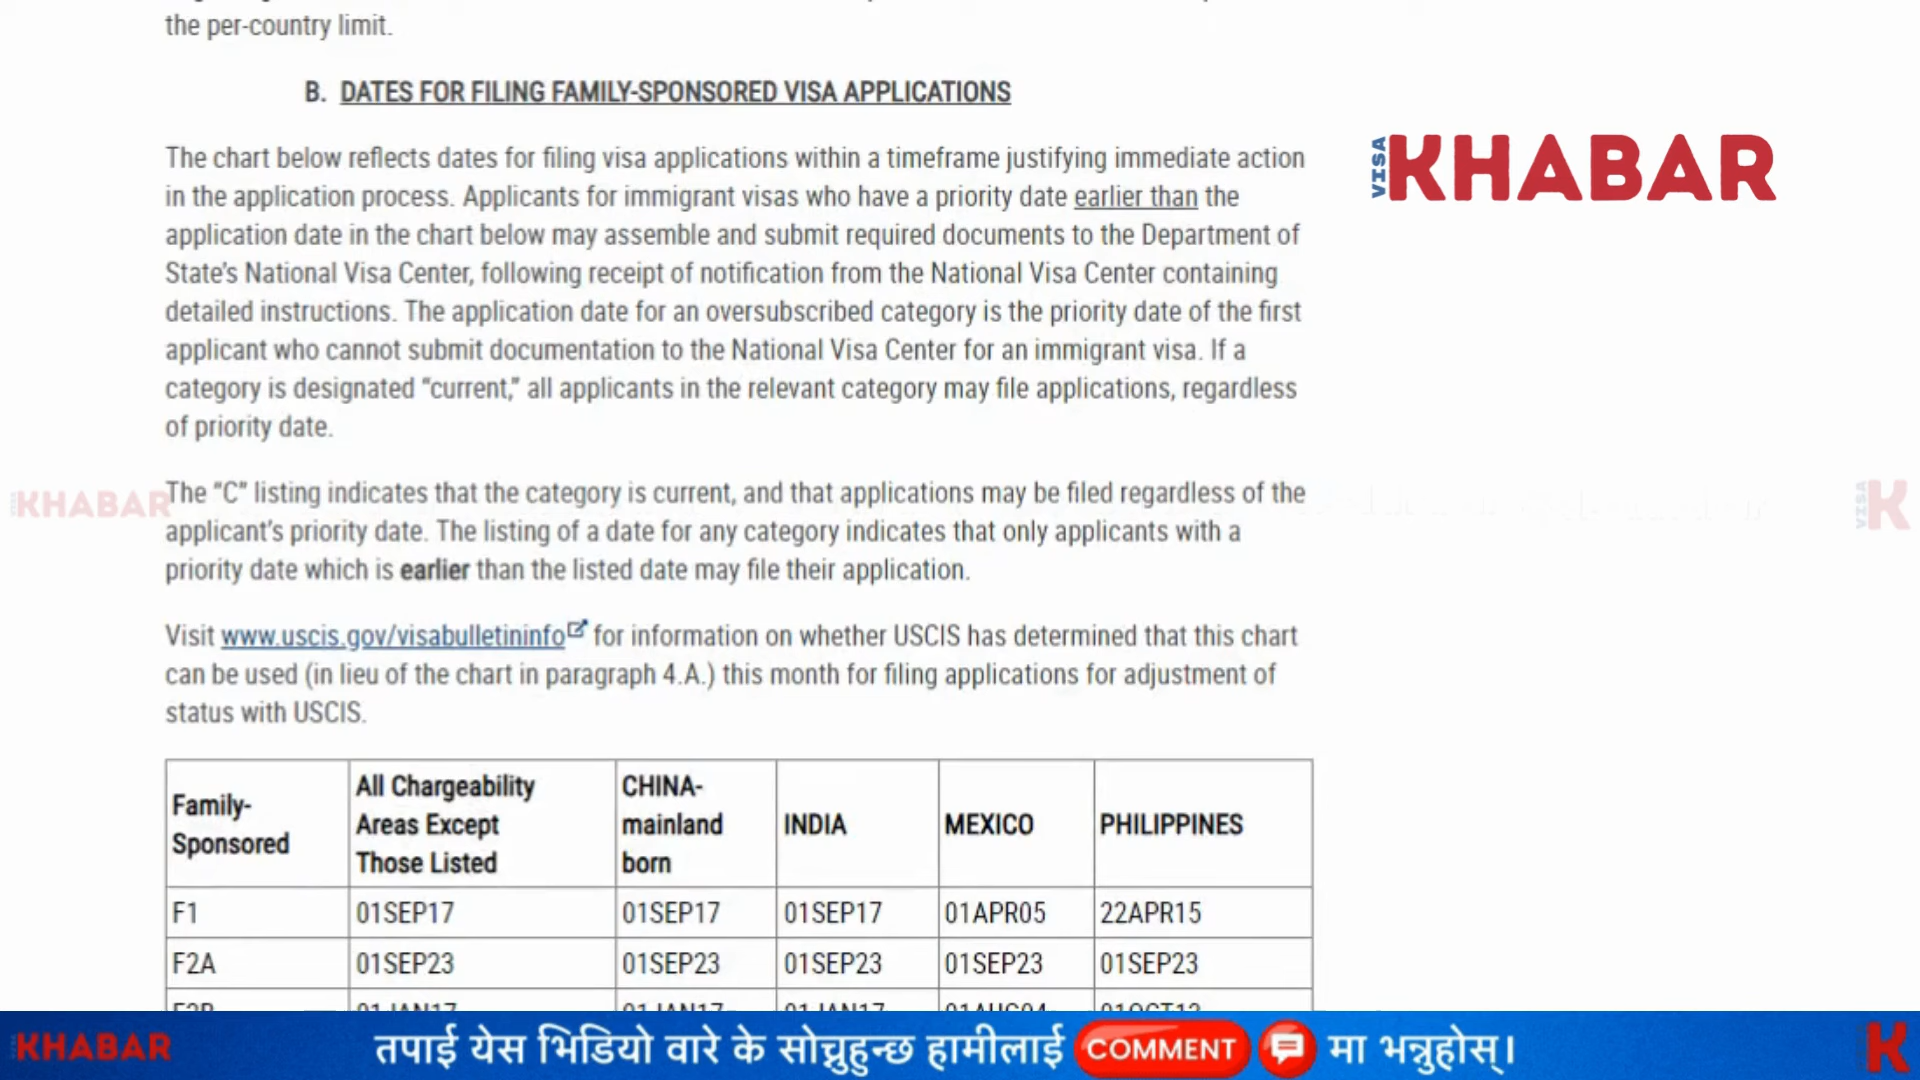 the per-country limit.
B. DATES FOR FILING FAMILY-SPONSORED VISA APPLICATIONS
The chart below reflects dates for filing visa applications within a timeframe justifying immediate action
in the application process. Applicants for immigrant visas who have a priority date earlier than the
application date in the chart below may assemble and submit required documents to the Department of
State's National Visa Center, following receipt of notification from the National Visa Center containing
detailed instructions. The application date for an oversubscribed category is the priority date of the first
applicant who cannot submit documentation to the National Visa Center for an immigrant visa. If a
category is designated “current,” all applicants in the relevant category may file applications, regardless
of priority date.
VISA KHABAR
The “C” listing indicates that the category is current, and that applications may be filed regardless of the
applicant's priority date. The listing of a date for any category indicates that only applicants with a
priority date which is earlier than the listed date may file their application.
KHABAR
VISA K
Visit www.uscis.gov/visabulletininfo for information on whether USCIS has determined that this chart
can be used (in lieu of the chart in paragraph 4.A.) this month for filing applications for adjustment of
status with USCIS.
Family-
Sponsored
All Chargeability
Areas Except
Those Listed
CHINA-
mainland
born
INDIA
MEXICO
PHILIPPINES
F1 01SEP17 01SEP17 01SEP17 01APR05 22APR15
F2A 01SEP23 01SEP23 01SEP23 01SEP23 01SEP23
KHABAR
तपाई येस भिडियो वारे के सोच्नुहुन्छ हामीलाई COMMENT मा भन्नुहोस्।
K